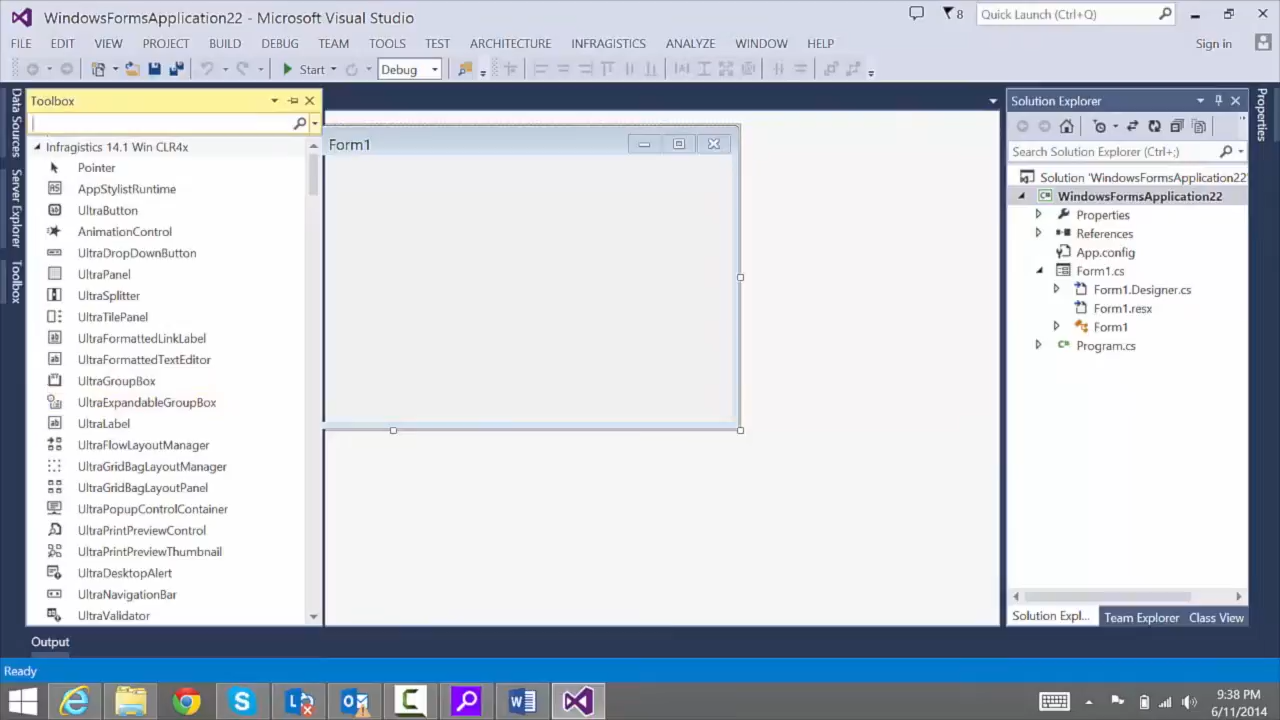 WindowsFormsApplication22 - Microsoft Visual Studio
8
Quick Launch (Ctrl+Q)
FILE EDIT VIEW PROJECT BUILD DEBUG TEAM TOOLS TEST ARCHITECTURE INFRAGISTICS ANALYZE WINDOW HELP
Sign in
Start
Debug
Data Sources
Server Explorer
Toolbox
Toolbox
Infragistics 14.1 Win CLR4x
Pointer
AppStylistRuntime
UltraButton
AnimationControl
UltraDropDownButton
UltraPanel
UltraSplitter
UltraTilePanel
UltraFormattedLinkLabel
UltraFormattedTextEditor
UltraGroupBox
UltraExpandableGroupBox
UltraLabel
UltraFlowLayoutManager
UltraGridBagLayoutManager
UltraGridBagLayoutPanel
UltraPopupControlContainer
UltraPrintPreviewControl
UltraPrintPreviewThumbnail
UltraDesktopAlert
UltraNavigationBar
UltraValidator
Form1
Solution Explorer
Search Solution Explorer (Ctrl+;)
Solution 'WindowsFormsApplication22'
WindowsFormsApplication22
Properties
References
App.config
Form1.cs
Form1.Designer.cs
Form1.resx
Form1
Program.cs
Solution Expl... Team Explorer Class View
Properties
Output
Ready
9:38 PM
6/11/2014